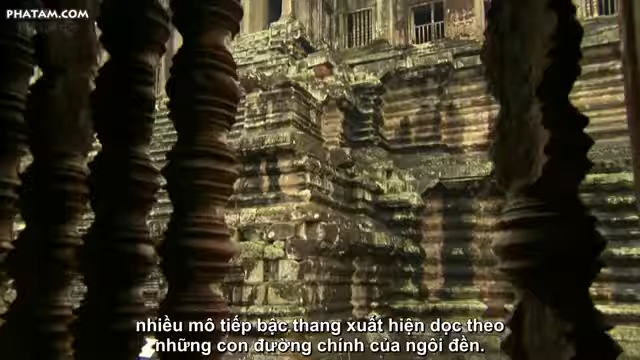 PHATAM.COM
nhiều mô tiếp bậc thang xuất hiện dọc theo
những con đường chính của ngôi đền.